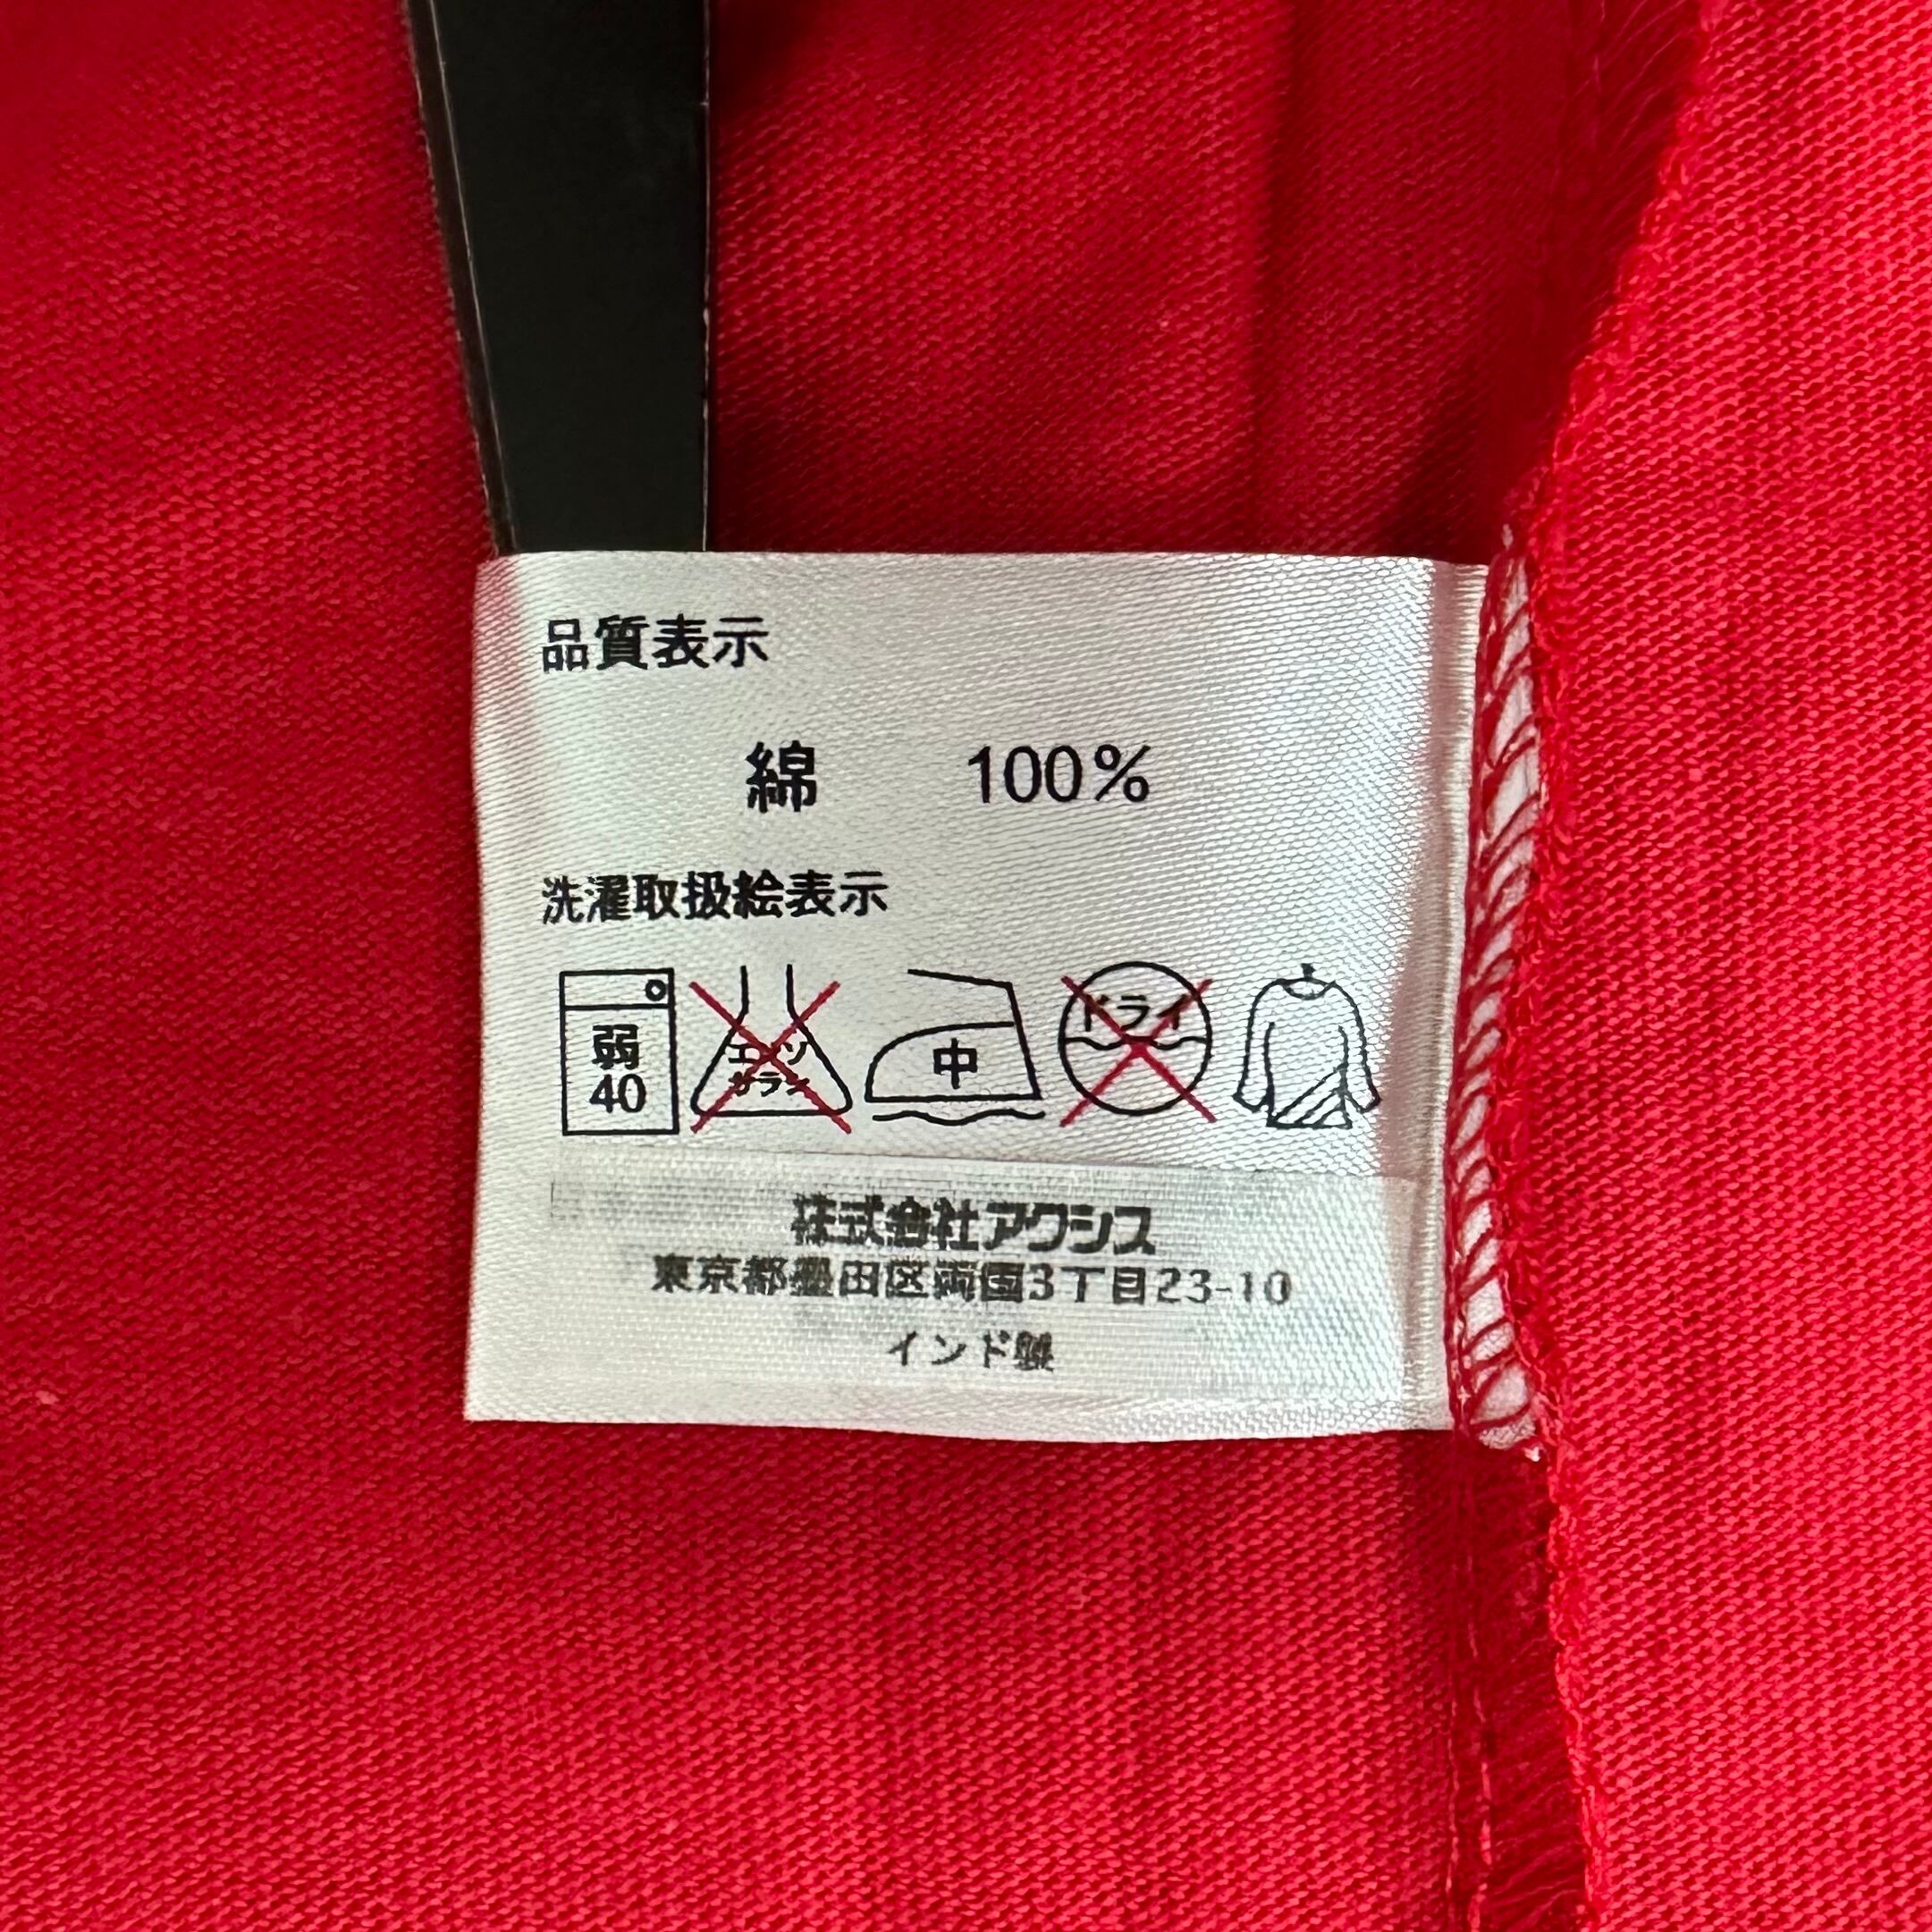 品質表示
綿 100%
洗濯取扱絵表示
弱
40
エンソ
サラシ
中
ドライ
株式会社アクシス
東京都墨田区両国3丁目23-10
インド製